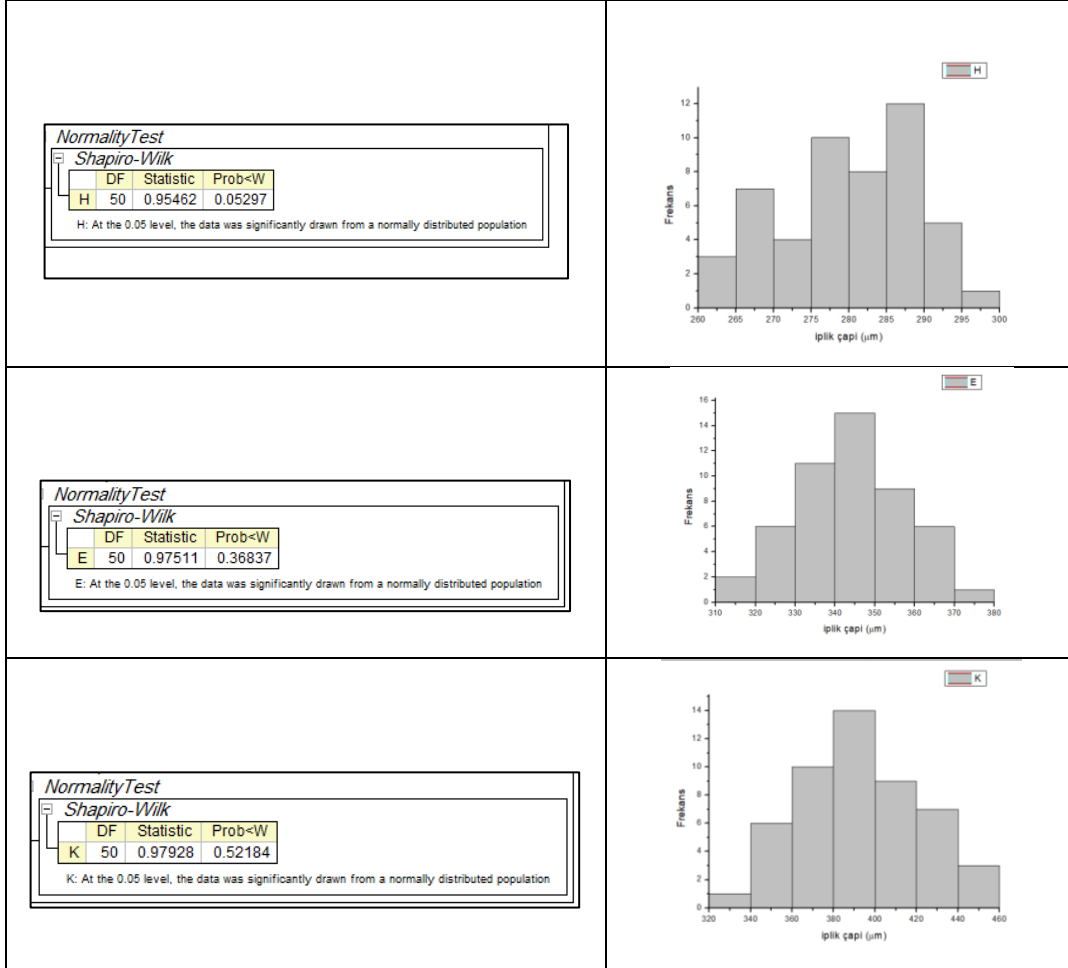 NormalityTest
Shapiro-Wilk
DF Statistic Prob<W
H 50 0.95462 0.05297
H: At the 0.05 level, the data was significantly drawn from a normally distributed population
H
12
10
8
6
4
2
0
Frekans
260 265 270 275 280 285 290 295 300
iplik çapi (μm)
NormalityTest
Shapiro-Wilk
DF Statistic Prob<W
E 50 0.97511 0.36837
E: At the 0.05 level, the data was significantly drawn from a normally distributed population
E
16
14
12
10
8
6
4
2
0
Frekans
310 320 330 340 350 360 370 380
iplik çapi (μm)
NormalityTest
Shapiro-Wilk
DF Statistic Prob<W
K 50 0.97928 0.52184
K: At the 0.05 level, the data was significantly drawn from a normally distributed population
K
14
12
10
8
6
4
2
0
Frekans
320 340 360 380 400 420 440 460
iplik çapi (μm)